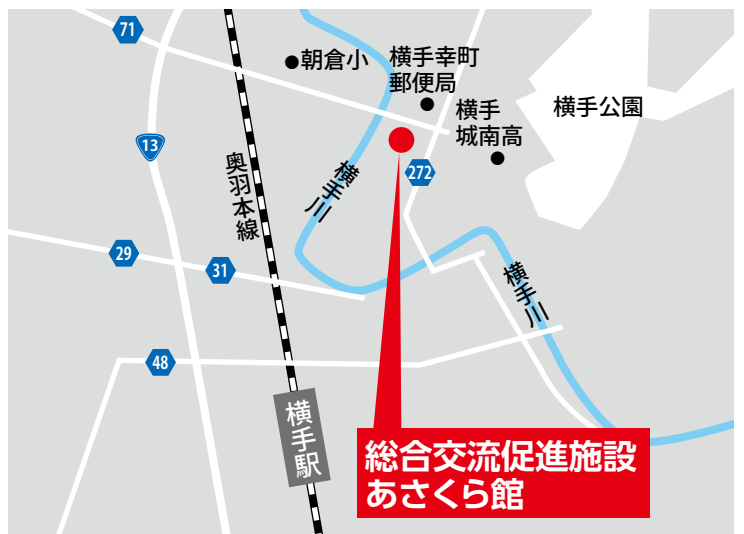 71
朝倉小
横手幸町
郵便局
横手
城南高
横手公園
13
奥羽本線
横手川
272
29
31
横手川
48
横手駅
総合交流促進施設
あさくら館